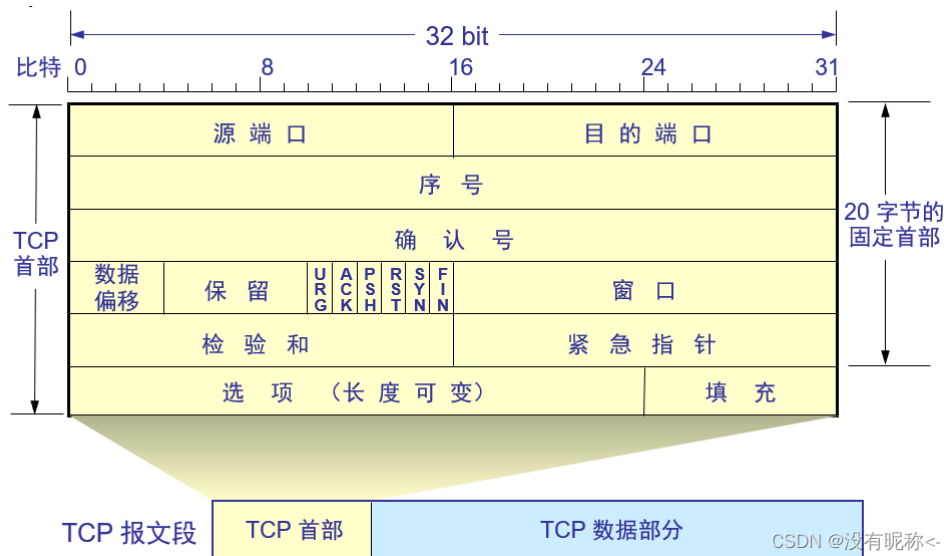 32 bit
比特 0 8 16 24 31
源端口 目的端口
序号
确认号
TCP
首部
20 字节的
固定首部
数据
偏移
保留
URG ACK PSH RST SYN FIN
窗口
检验和 紧急指针
选项 （长度可变） 填充
TCP 报文段 TCP 首部 TCP 数据部分
CSDN @没有昵称<-